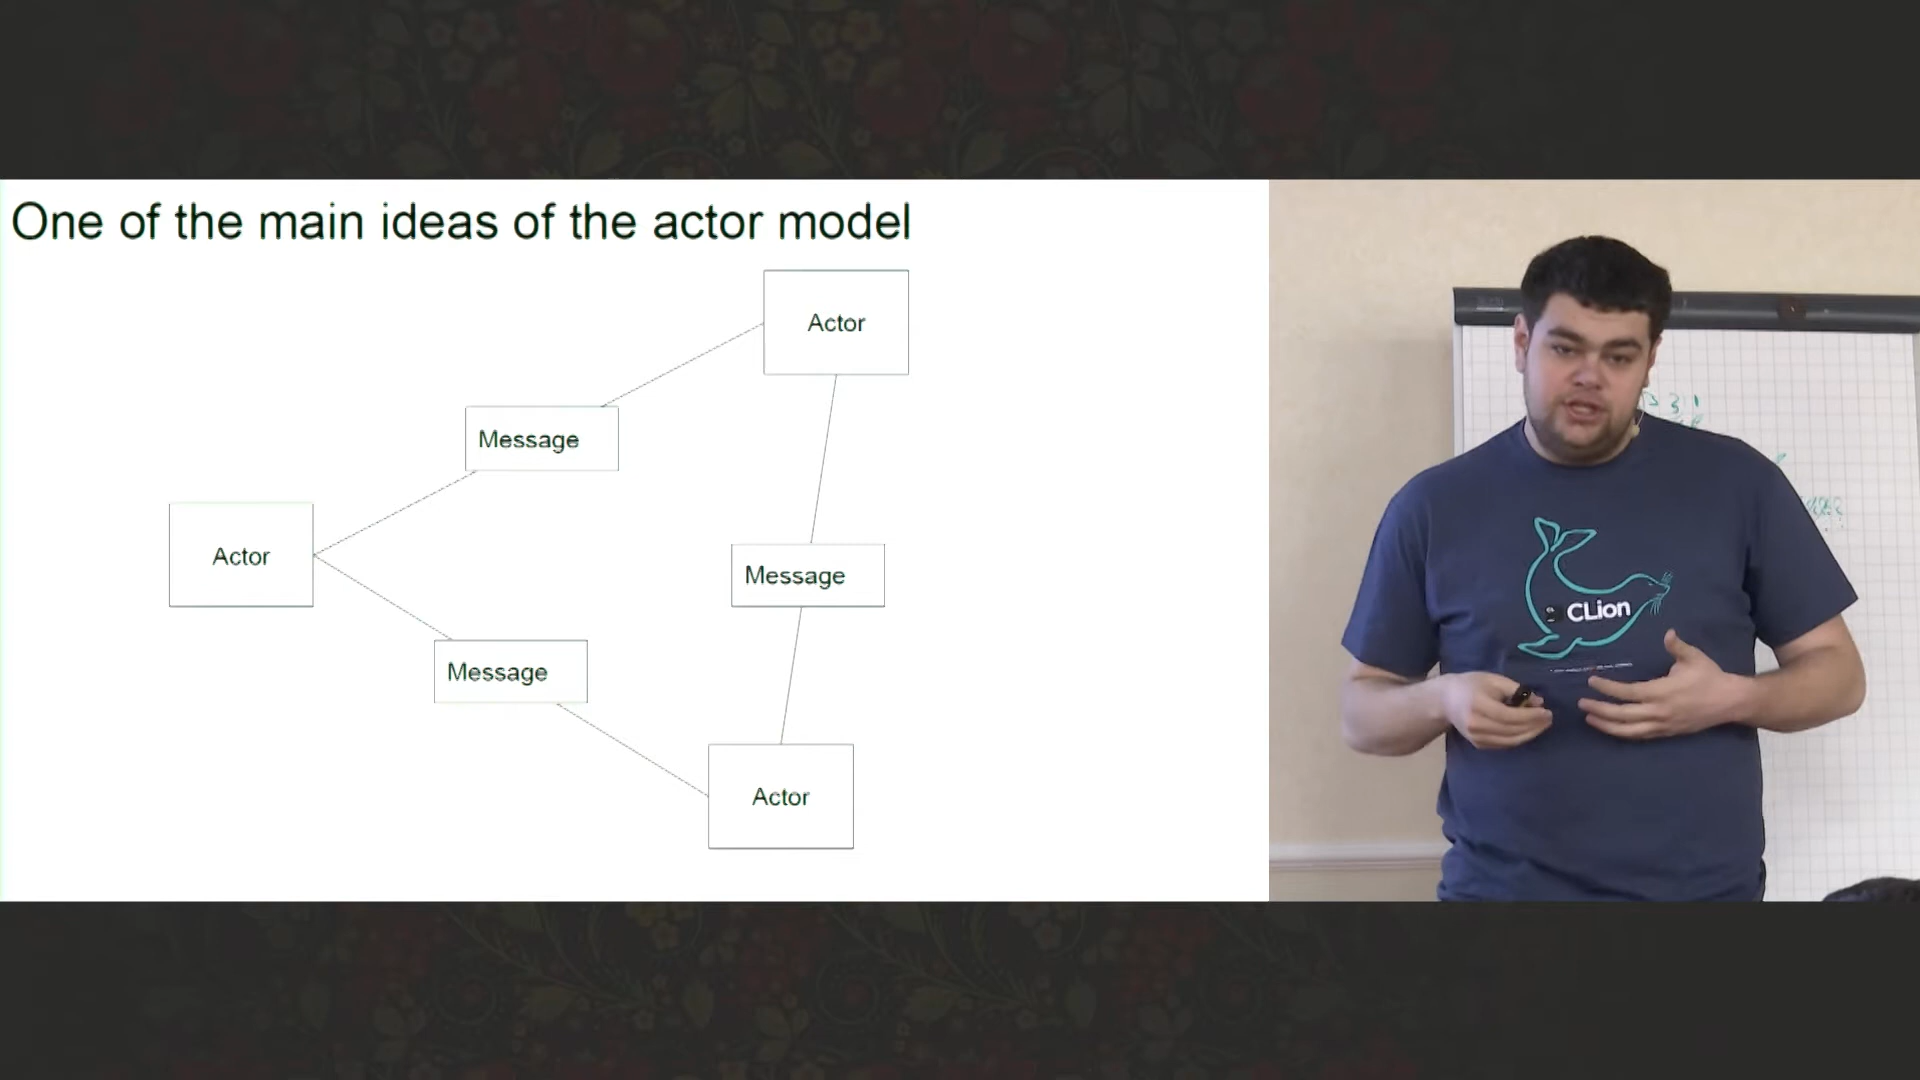 One of the main ideas of the actor model
Actor
Message
Actor
Message
Message
Actor
CLion